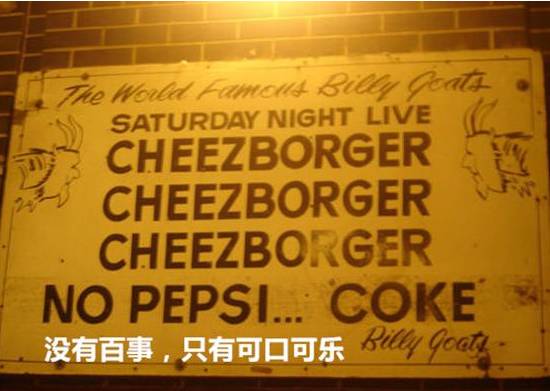 The World Famous Billy Goats
SATURDAY NIGHT LIVE
CHEEZBORGER
CHEEZBORGER
CHEEZBORGER
NO PEPSI... COKE
Billy Goats
没有百事，只有可口可乐